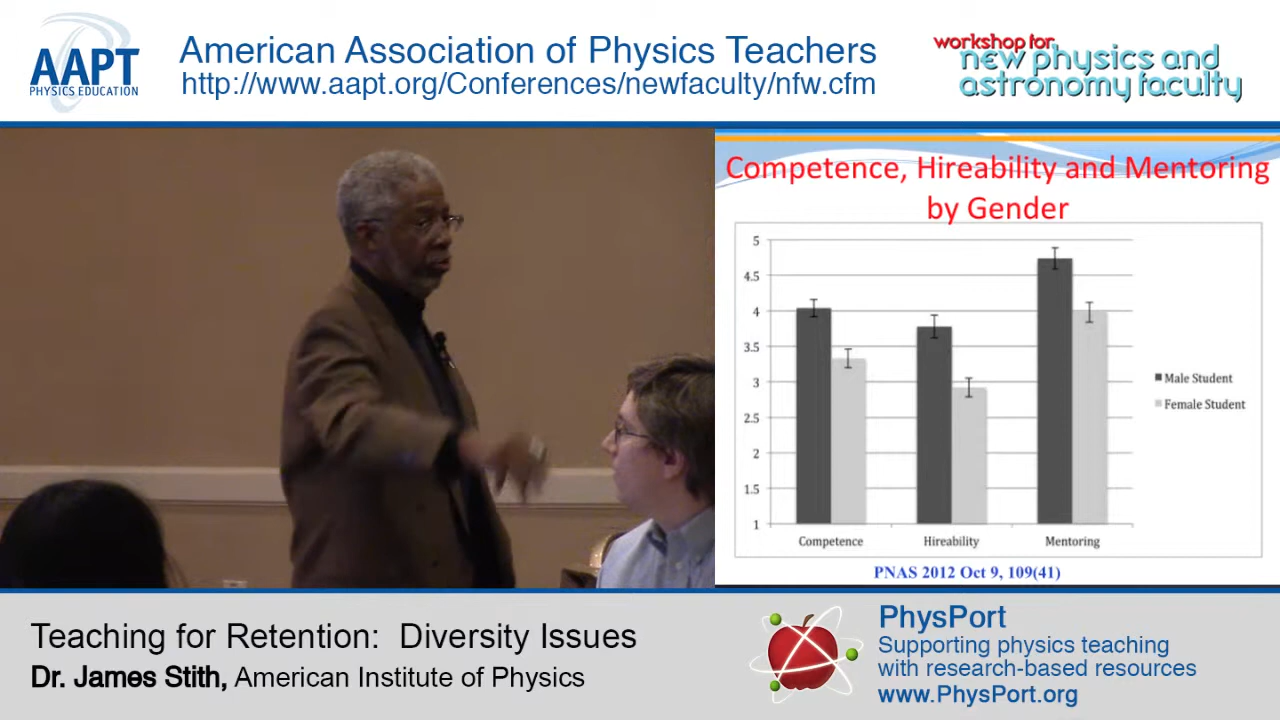 AAPT
PHYSICS EDUCATION
American Association of Physics Teachers
http://www.aapt.org/Conferences/newfaculty/nfw.cfm
workshop for
new physics and
astronomy faculty
Competence, Hireability and Mentoring
by Gender
5
4.5
4
3.5
3
2.5
2
1.5
1
Competence
Hireability
Mentoring
Male Student
Female Student
PNAS 2012 Oct 9, 109(41)
Teaching for Retention: Diversity Issues
Dr. James Stith, American Institute of Physics
PhysPort
Supporting physics teaching
with research-based resources
www.PhysPort.org